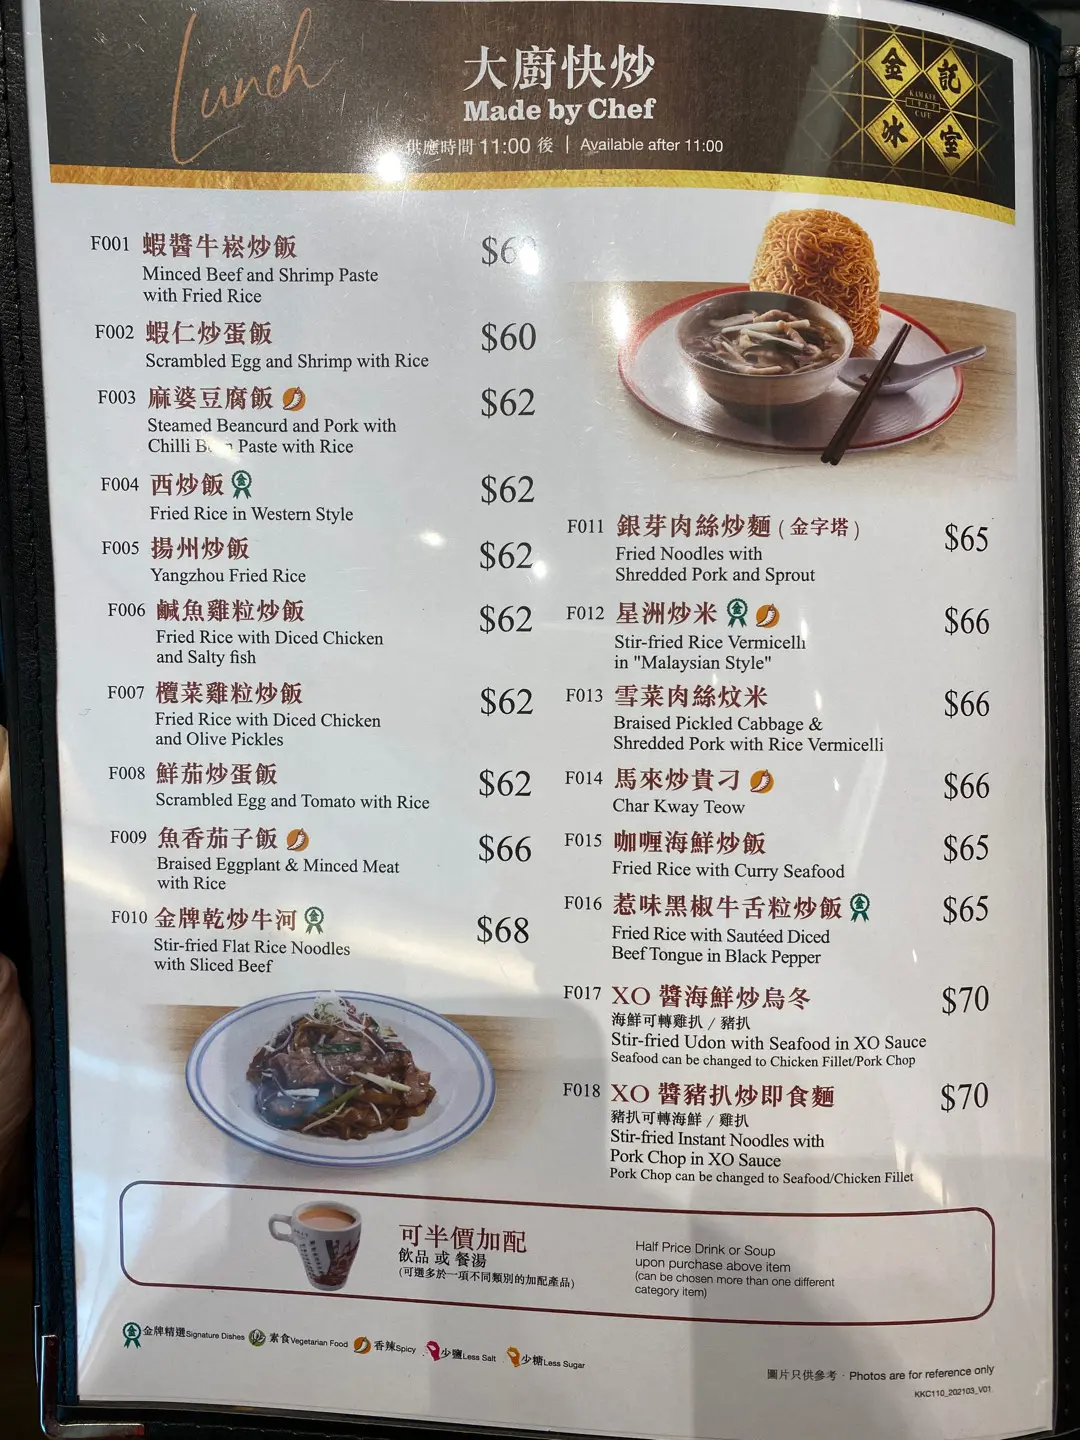 Lunch
大廚快炒
Made by Chef
供應時間 11:00 後 | Available after 11:00
金記冰室
KAM KEE
1967
CAFE
F001 蝦醬牛崧炒飯
Minced Beef and Shrimp Paste
with Fried Rice
F002 蝦仁炒蛋飯 $60
Scrambled Egg and Shrimp with Rice
F003 麻婆豆腐飯 $62
Steamed Beancurd and Pork with
Chilli Paste with Rice
F004 西炒飯 $62
Fried Rice in Western Style
F005 揚州炒飯 $62
Yangzhou Fried Rice
F006 鹹魚雞粒炒飯 $62
Fried Rice with Diced Chicken
and Salty fish
F007 欖菜雞粒炒飯 $62
Fried Rice with Diced Chicken
and Olive Pickles
F008 鮮茄炒蛋飯 $62
Scrambled Egg and Tomato with Rice
F009 魚香茄子飯 $66
Braised Eggplant & Minced Meat
with Rice
F010 金牌乾炒牛河 金 $68
Stir-fried Flat Rice Noodles
with Sliced Beef
F011 銀芽肉絲炒麵 ( 金字塔 ) $65
Fried Noodles with
Shredded Pork and Sprout
F012 星洲炒米 $66
Stir-fried Rice Vermicelli
in "Malaysian Style"
F013 雪菜肉絲炆米 $66
Braised Pickled Cabbage &
Shredded Pork with Rice Vermicelli
F014 馬來炒貴刁 $66
Char Kway Teow
F015 咖喱海鮮炒飯 $65
Fried Rice with Curry Seafood
F016 惹味黑椒牛舌粒炒飯 $65
Fried Rice with Sautéed Diced
Beef Tongue in Black Pepper
F017 XO 醬海鮮炒烏冬 $70
海鮮可轉雞扒 / 豬扒
Stir-fried Udon with Seafood in XO Sauce
Seafood can be changed to Chicken Fillet/Pork Chop
F018 XO 醬豬扒炒即食麵 $70
豬扒可轉海鮮 / 雞扒
Stir-fried Instant Noodles with
Pork Chop in XO Sauce
Pork Chop can be changed to Seafood/Chicken Fillet
可半價加配
飲品 或 餐湯
(可選多於一項不同類別的加配產品)
Half Price Drink or Soup
upon purchase above item
(can be chosen more than one different
category item)
金牌精選 Signature Dishes 素食 Vegetarian Food 香辣 Spicy 少鹽 Less Salt 少糖 Less Sugar
圖片只供參考 · Photos are for reference only
KKC110_202103_V01